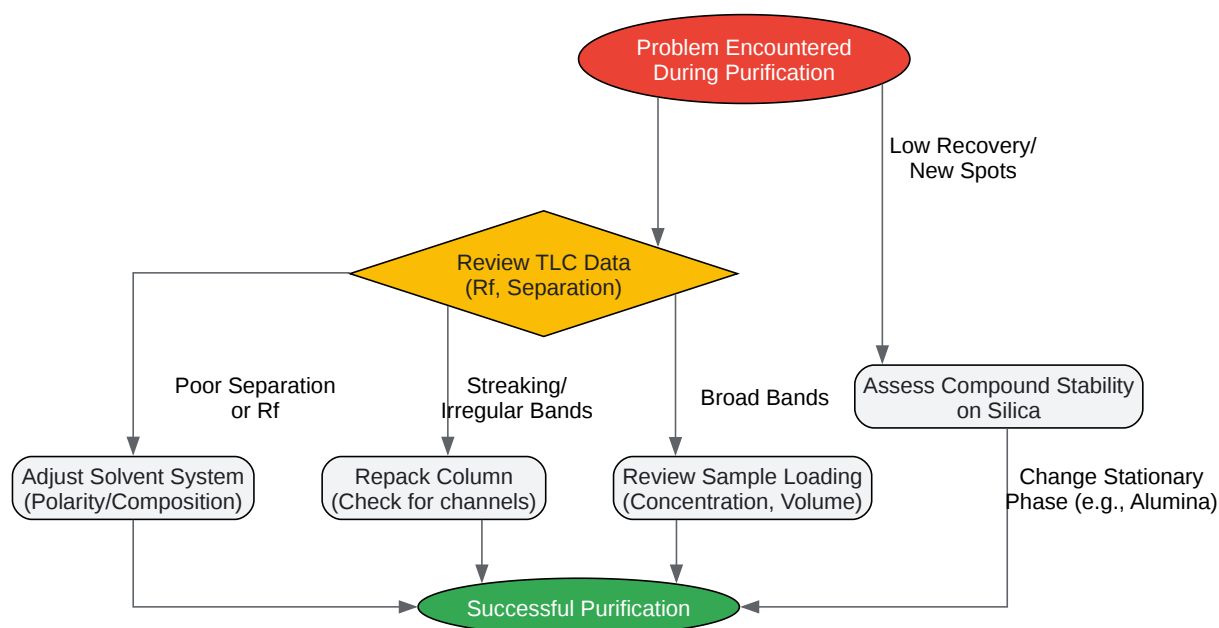 Problem Encountered
During Purification
Low Recovery/
New Spots
Review TLC Data
(Rf, Separation)
Poor Separation
or Rf
Streaking/
Irregular Bands
Broad Bands
Assess Compound Stability
on Silica
Adjust Solvent System
(Polarity/Composition)
Repack Column
(Check for channels)
Review Sample Loading
(Concentration, Volume)
Change Stationary
Phase (e.g., Alumina)
Successful Purification